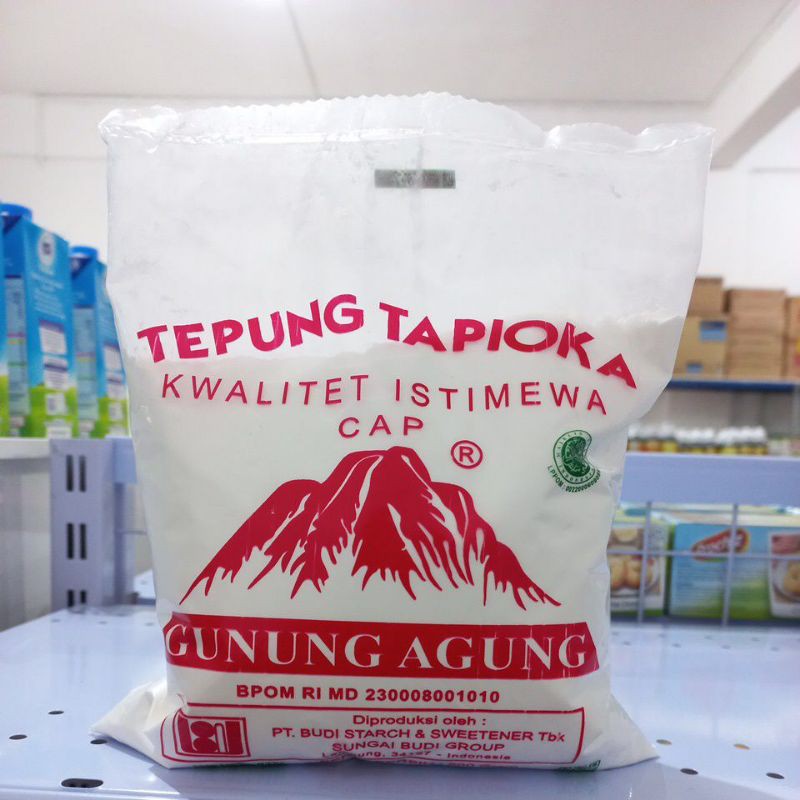 TEPUNG TAPIOKA
KWALITET ISTIMEWA
CAP
®
GUNUNG AGUNG
BPOM RI MD 230008001010
Diproduksi oleh :
PT. BUDI STARCH & SWEETENER Tbk
SUNGAI BUDI GROUP
Indonesia